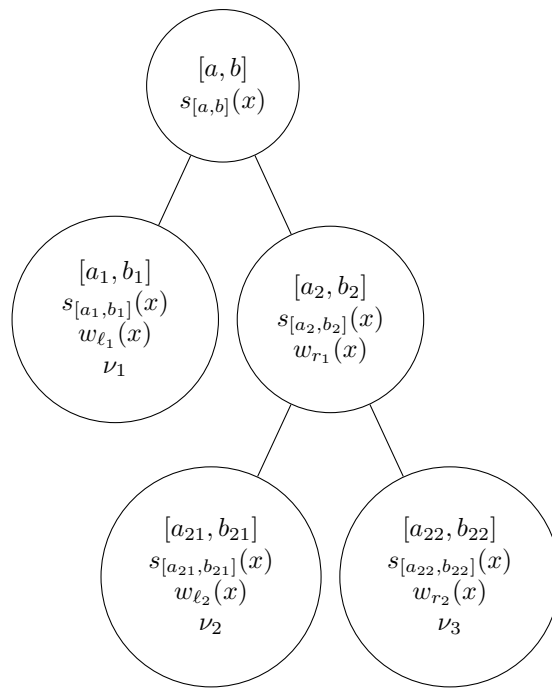 [a, b]
s_{[a,b]}(x)
[a_1, b_1]
s_{[a_1,b_1]}(x)
w_{ℓ_1}(x)
ν_1
[a_2, b_2]
s_{[a_2,b_2]}(x)
w_{r_1}(x)
[a_{21}, b_{21}]
s_{[a_{21},b_{21}]}(x)
w_{ℓ_2}(x)
ν_2
[a_{22}, b_{22}]
s_{[a_{22},b_{22}]}(x)
w_{r_2}(x)
ν_3